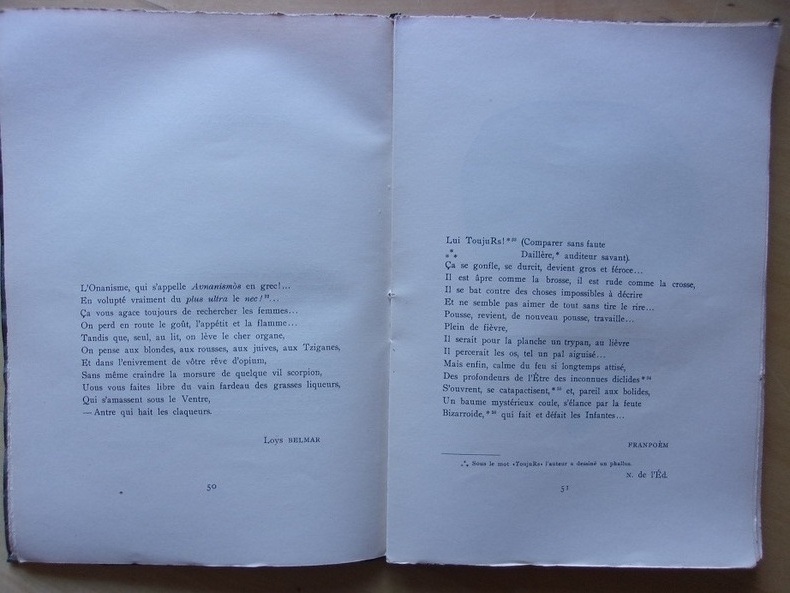 L'Onanisme, qui s'appelle Avnanismòs en grec!...
En volupté vraiment du plus ultra le nec!
Ça vous agace toujours de rechercher les femmes...
On perd en route le goût, l'appétit et la flamme...
Tandis que, seul, au lit, on lève le cher organe,
On pense aux blondes, aux rousses, aux juives, aux Tziganes,
Et dans l'enivrement de vôtre rêve d'opium,
Sans même craindre la morsure de quelque vil scorpion,
Uons vous faites libre du vain fardeau des grasses liqueurs,
Qui s'amassent sous le Ventre,
— Antre qui hait les claqueurs.
Loys BELMAR
50
Lui ToujuRs! (Comparer sans faute
⁂ Daillère,* auditeur savant).
Ça se gonfle, se durcit, devient gros et féroce...
Il est âpre comme la brosse, il est rude comme la crosse,
Il se bat contre des choses impossibles à décrire
Et ne semble pas aimer de tout sans tire le rire...
Pousse, revient, de nouveau pousse, travaille...
Plein de fièvre,
Il serait pour la planche un trypan, au lièvre
Il percerait les os, tel un pal aiguisé...
Mais enfin, calme du feu si longtemps attisé,
Des profondeurs de l'Être des inconnues diclides*
S'ouvrent, se catapactisent,* et, pareil aux bolides,
Un baume mystérieux coule, s'élance par la feute
Bizarroide,* qui fait et défait les Infantes...
FRANPOÈM
⁂ Sous le mot «ToujuRs» l'auteur a dessiné un phallus.
N. de l'Éd.
51